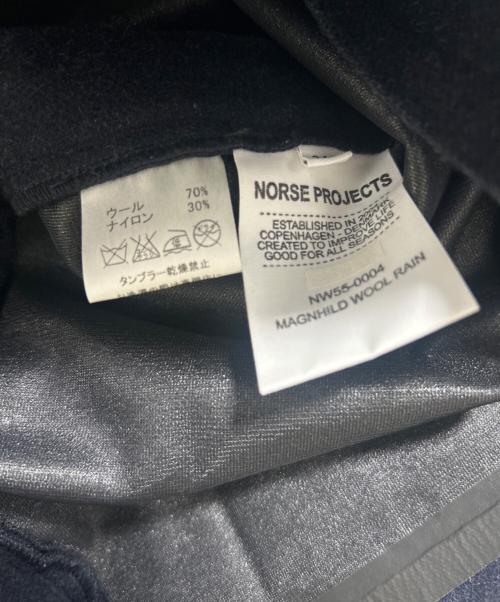 ウール 70%
ナイロン 30%
タンブラー乾燥禁止
NORSE PROJECTS
ESTABLISHED IN
COPENHAGEN - DENMARK
CREATED TO IMPROVE LIFE
GOOD FOR ALL SEASONS
NW55-0004
MAGNHILD WOOL RAIN